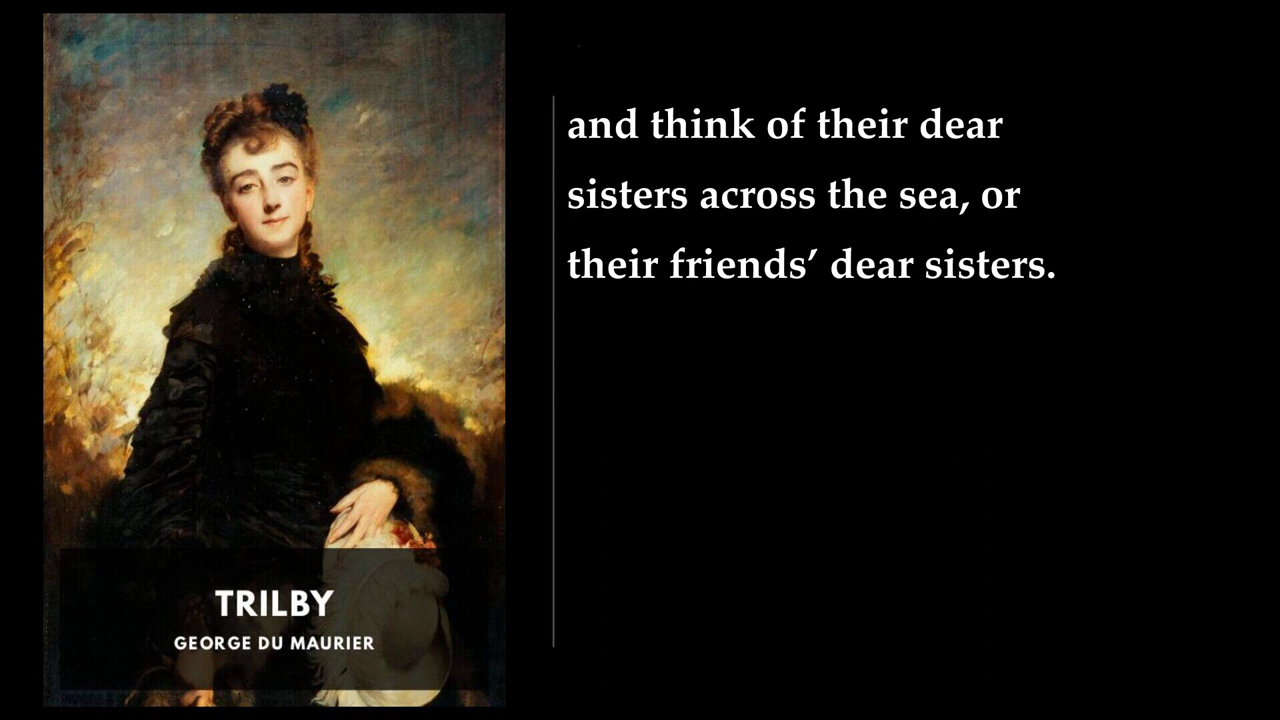 TRILBY
GEORGE DU MAURIER
and think of their dear
sisters across the sea, or
their friends’ dear sisters.